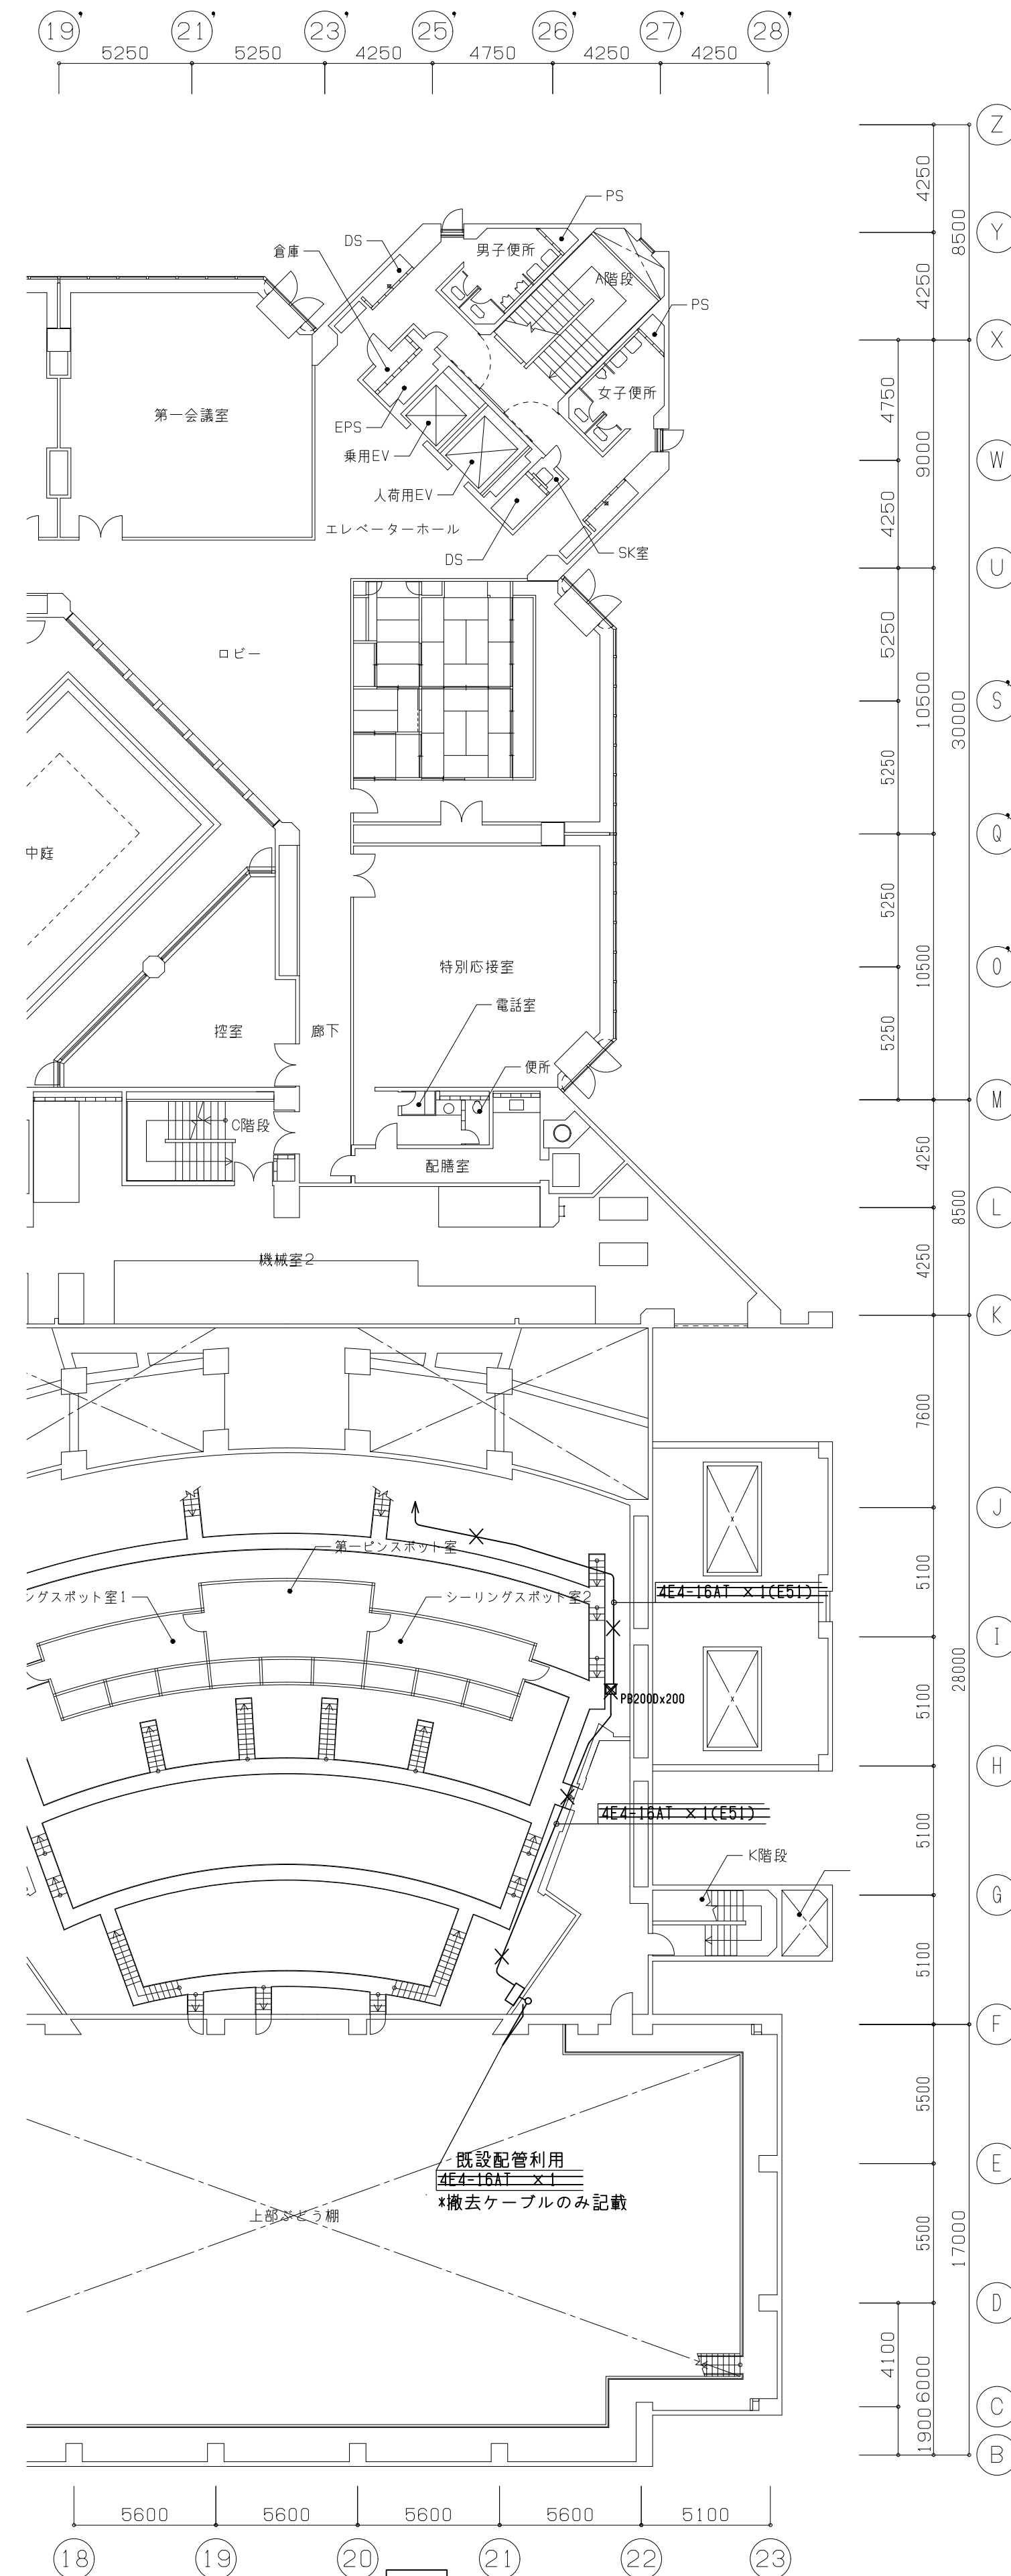 19' 21' 23' 25' 26' 27' 28'
5250 5250 4250 4750 4250 4250
Z
4250
8500
Y
4250
X
4750
9000
W
4250
U
5250
10500
30000
S'
5250
Q'
5250
10500
O'
5250
M
4250
8500
L
4250
K
7600
J
5100
I
28000
5100
H
5100
G
5100
F
5500
E
17000
5500
D
4100
6000
C
1900
B
PS
男子便所
DS
倉庫
A階段
PS
女子便所
第一会議室
EPS
乗用EV
人荷用EV
エレベーターホール
DS
SK室
ロビー
中庭
特別応接室
電話室
控室
廊下
便所
C階段
配膳室
機械室2
第一ピンスポット室
ングスポット室1
シーリングスポット室2
4E4-16AT ×1(E51)
PB200D×200
4E4-16AT ×1(E51)
K階段
既設配管利用
4E4-16AT ×1
*撤去ケーブルのみ記載
上部ぶどう棚
5600 5600 5600 5600 5100
18 19 20 21 22 23